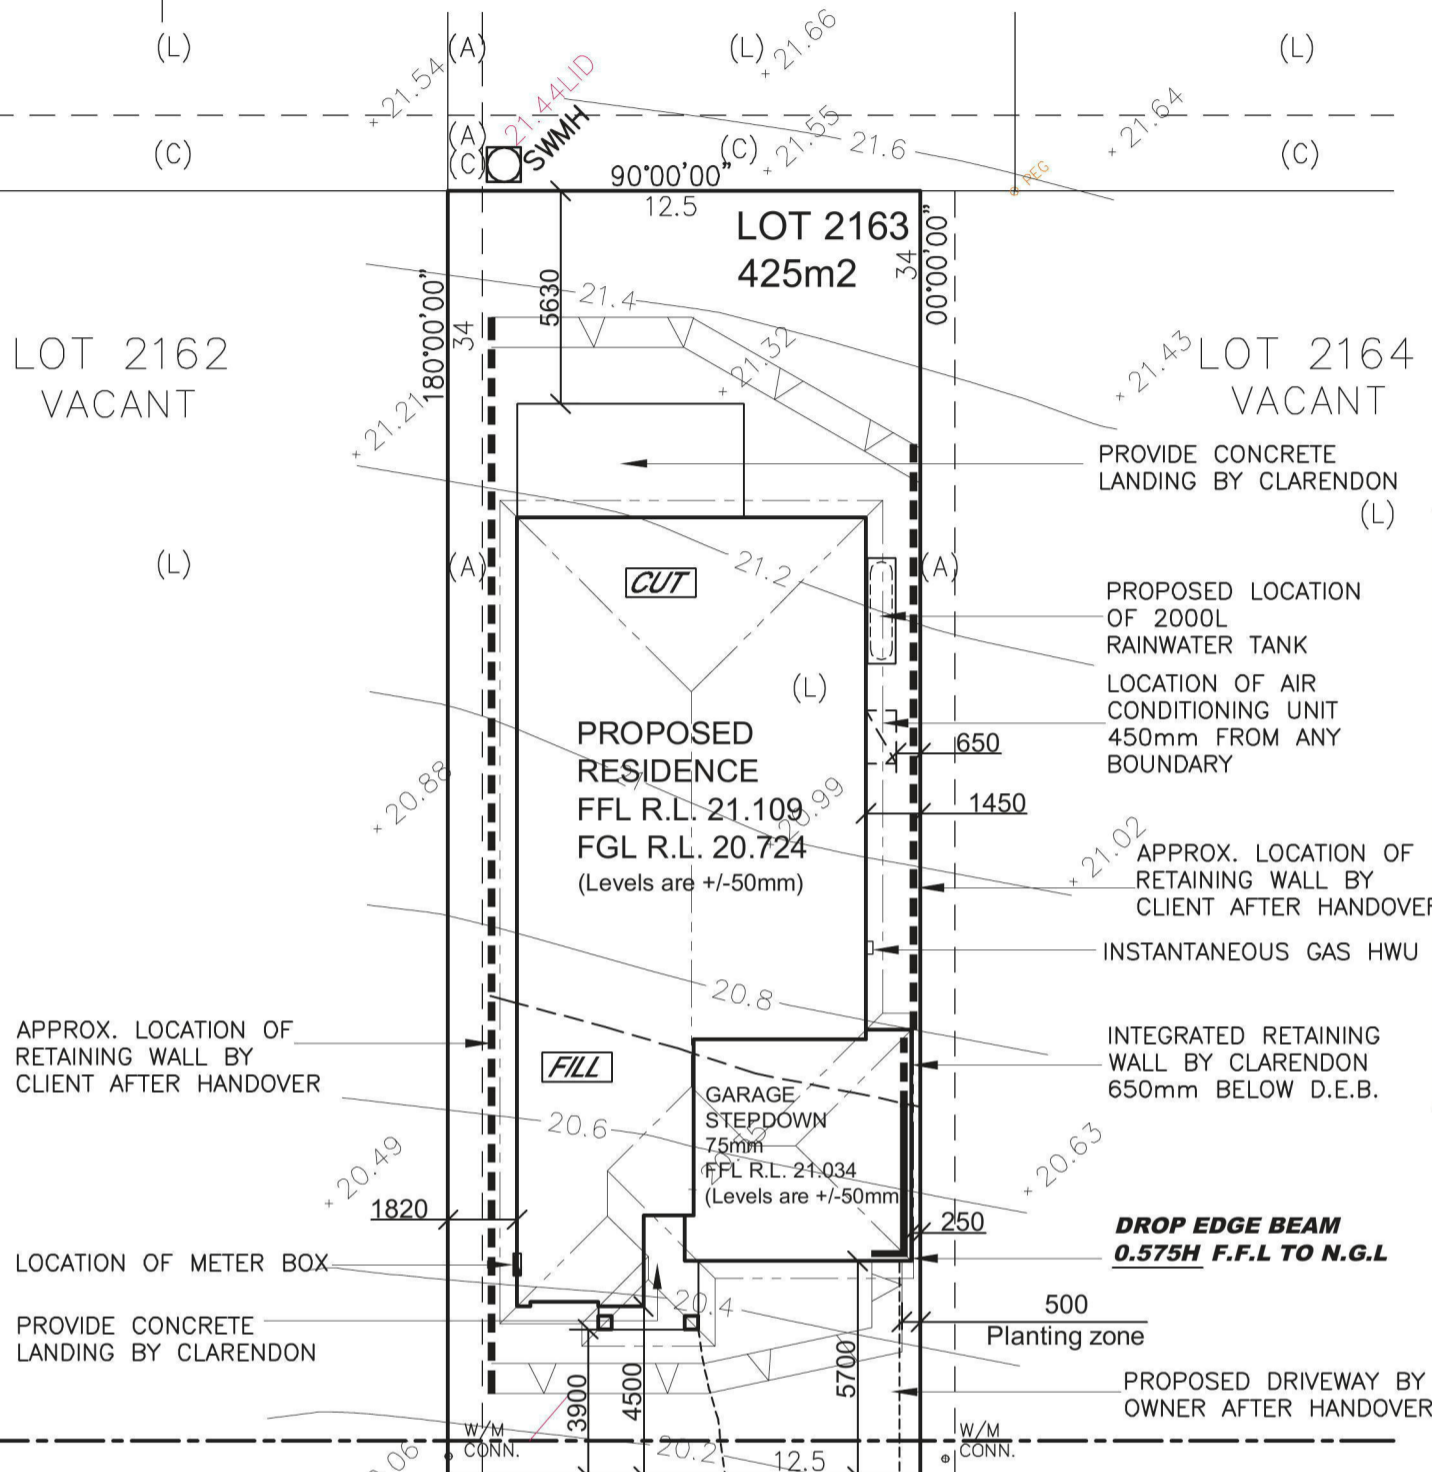 (L)
(A)
(L)
21.66
(L)
21.54
21.44LID
SWMH
(A)
(C)
(C)
(C)
21.55
21.6
21.64
(C)
90°00'00"
12.5
PEG
LOT 2163
425m2
34
00°00'00"
180°00'00"
34
5630
21.4
LOT 2162
VACANT
21.32
21.43
LOT 2164
VACANT
21.21
PROVIDE CONCRETE
LANDING BY CLARENDON
(L)
(L)
(A)
CUT
21.2
(A)
PROPOSED LOCATION
OF 2000L
RAINWATER TANK
(L)
LOCATION OF AIR
CONDITIONING UNIT
450mm FROM ANY
BOUNDARY
650
PROPOSED
RESIDENCE
FFL R.L. 21.109
FGL R.L. 20.724
(Levels are +/-50mm)
21
20.99
20.88
1450
21.02
APPROX. LOCATION OF
RETAINING WALL BY
CLIENT AFTER HANDOVER
INSTANTANEOUS GAS HWU
20.8
APPROX. LOCATION OF
RETAINING WALL BY
CLIENT AFTER HANDOVER
FILL
INTEGRATED RETAINING
WALL BY CLARENDON
650mm BELOW D.E.B.
GARAGE
STEPDOWN
75mm
FFL R.L. 21.034
(Levels are +/-50mm
20.6
20.49
20.63
1820
250
DROP EDGE BEAM
0.575H F.F.L TO N.G.L
LOCATION OF METER BOX
20.4
500
Planting zone
PROVIDE CONCRETE
LANDING BY CLARENDON
3900
4500
5700
PROPOSED DRIVEWAY BY
OWNER AFTER HANDOVER
W/M
CONN.
20.2
12.5
W/M
CONN.